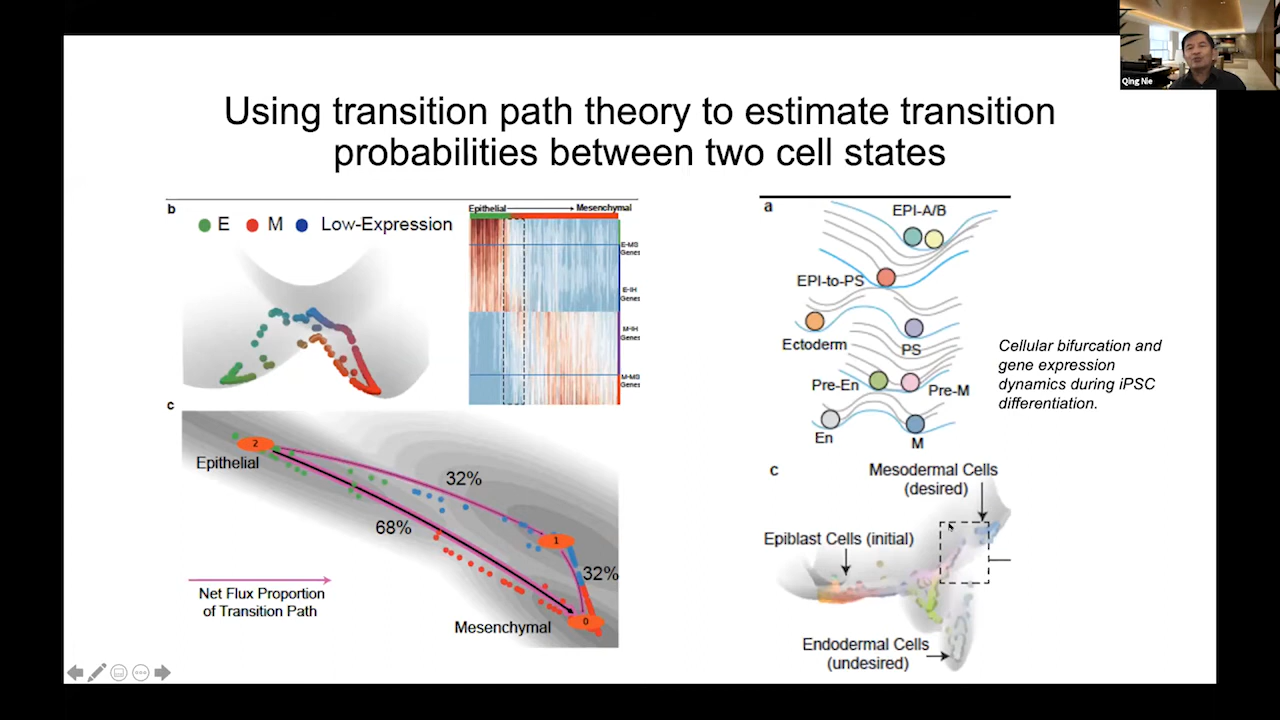 Qing Nie
Using transition path theory to estimate transition
probabilities between two cell states
b
E
M
Low-Expression
Epithelial
Mesenchymal
E-MS
Genes
E-IH
Genes
M-IH
Genes
M-MS
Genes
c
2
Epithelial
32%
68%
1
32%
Net Flux Proportion
of Transition Path
Mesenchymal
0
a
EPI-A/B
EPI-to-PS
Ectoderm
PS
Pre-En
Pre-M
En
M
Cellular bifurcation and
gene expression
dynamics during iPSC
differentiation.
c
Mesodermal Cells
(desired)
Epiblast Cells (initial)
Endodermal Cells
(undesired)